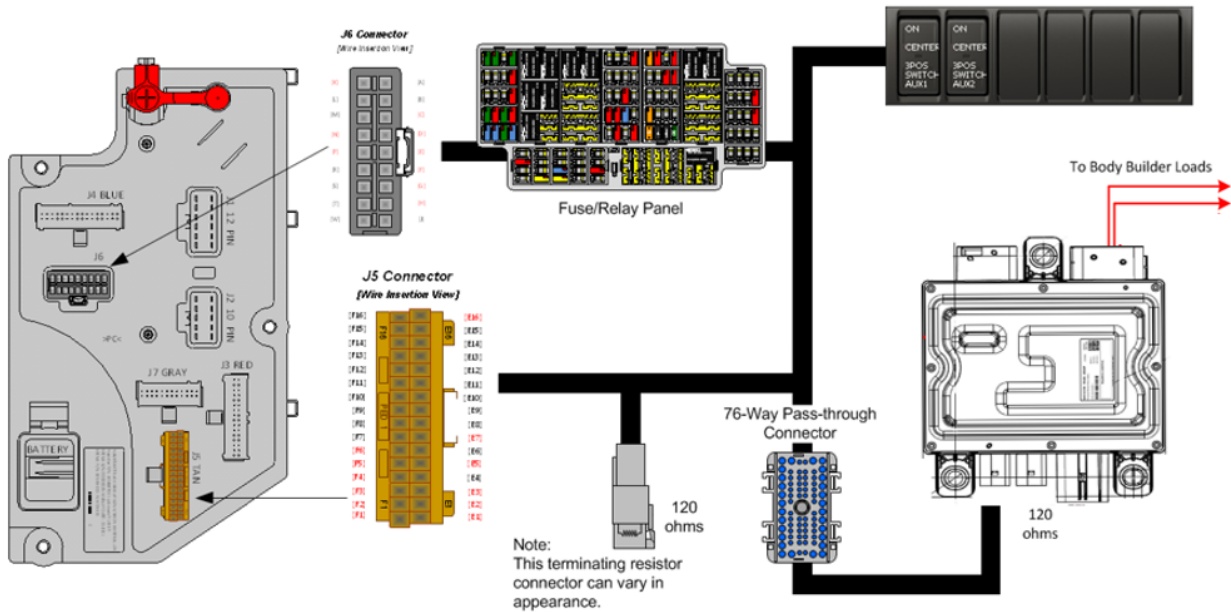 J6 Connector
[Wire Insertion View]
ON
CENTER
3POS
SWITCH
AUX1
ON
CENTER
3POS
SWITCH
AUX2
To Body Builder Loads
Fuse/Relay Panel
J4 BLUE
J1 12 PIN
J6
J2 10 PIN
>PC<
J7 GRAY
J3 RED
J5 TAN
BATTERY
J5 Connector
[Wire Insertion View]
[F16]
[F15]
[F14]
[F13]
[F12]
[F11]
[F10]
[F9]
[F8]
[F7]
[F6]
[F5]
[F4]
[F3]
[F2]
[F1]
F16
E16
F1
[E16]
[E15]
[E14]
[E13]
[E12]
[E11]
[E10]
[E9]
[E8]
[E7]
[E6]
[E5]
[E4]
[E3]
[E2]
[E1]
120
ohms
Note:
This terminating resistor
connector can vary in
appearance.
76-Way Pass-through
Connector
120
ohms